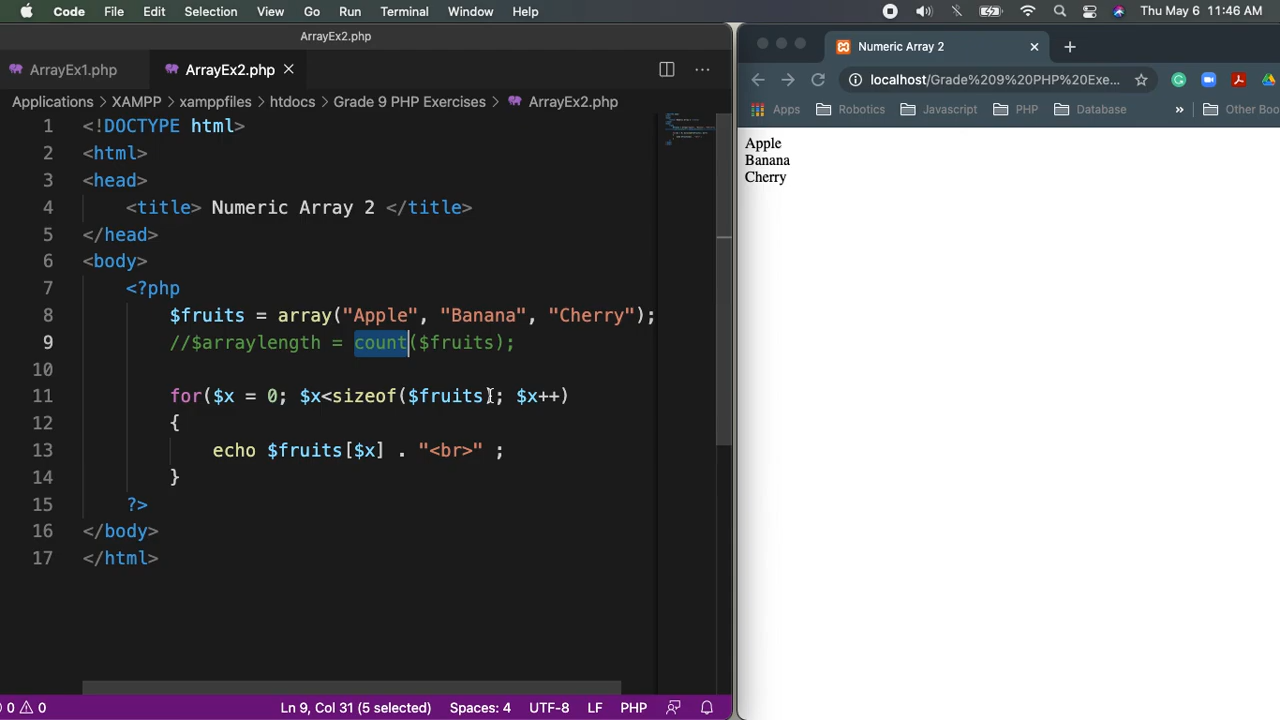 Code File Edit Selection View Go Run Terminal Window Help Thu May 6 11:46 AM
ArrayEx2.php
ArrayEx1.php ArrayEx2.php
Applications > XAMPP > xamppfiles > htdocs > Grade 9 PHP Exercises > ArrayEx2.php
1 <!DOCTYPE html>
2 <html>
3 <head>
4 <title> Numeric Array 2 </title>
5 </head>
6 <body>
7 <?php
8 $fruits = array("Apple", "Banana", "Cherry");
9 //$arraylength = count($fruits);
10
11 for($x = 0; $x<sizeof($fruits); $x++)
12 {
13 echo $fruits[$x] . "<br>" ;
14 }
15 ?>
16 </body>
17 </html>
0 0 Ln 9, Col 31 (5 selected) Spaces: 4 UTF-8 LF PHP
Numeric Array 2
localhost/Grade%209%20PHP%20Exe...
Apps Robotics Javascript PHP Database » Other Boo
Apple
Banana
Cherry